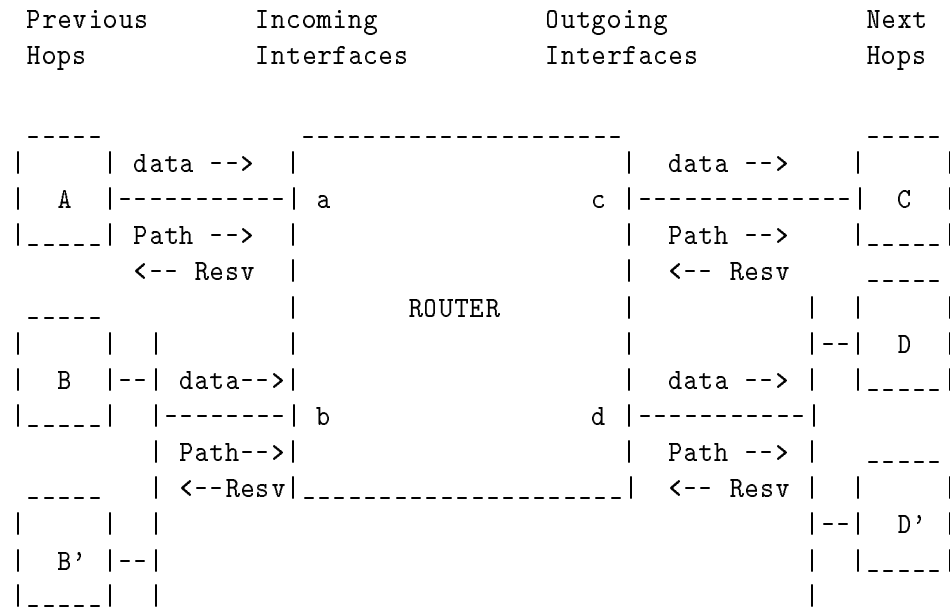 Previous Incoming Outgoing Next
Hops Interfaces Interfaces Hops
data --> data -->
A a c C
Path --> Path -->
<-- Resv <-- Resv
ROUTER
D
B data--> data -->
b d
Path--> Path -->
<--Resv <-- Resv
D'
B'